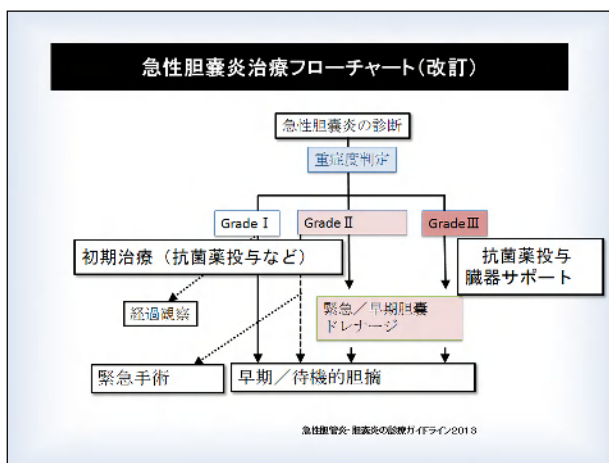 急性胆嚢炎治療フローチャート(改訂)
急性胆嚢炎の診断
重症度判定
Grade Ⅰ
Grade Ⅱ
Grade Ⅲ
初期治療(抗菌薬投与など)
抗菌薬投与
臓器サポート
経過観察
緊急/早期胆嚢
ドレナージ
緊急手術
早期/待機的胆摘
急性胆管炎・胆嚢炎の診療ガイドライン2013